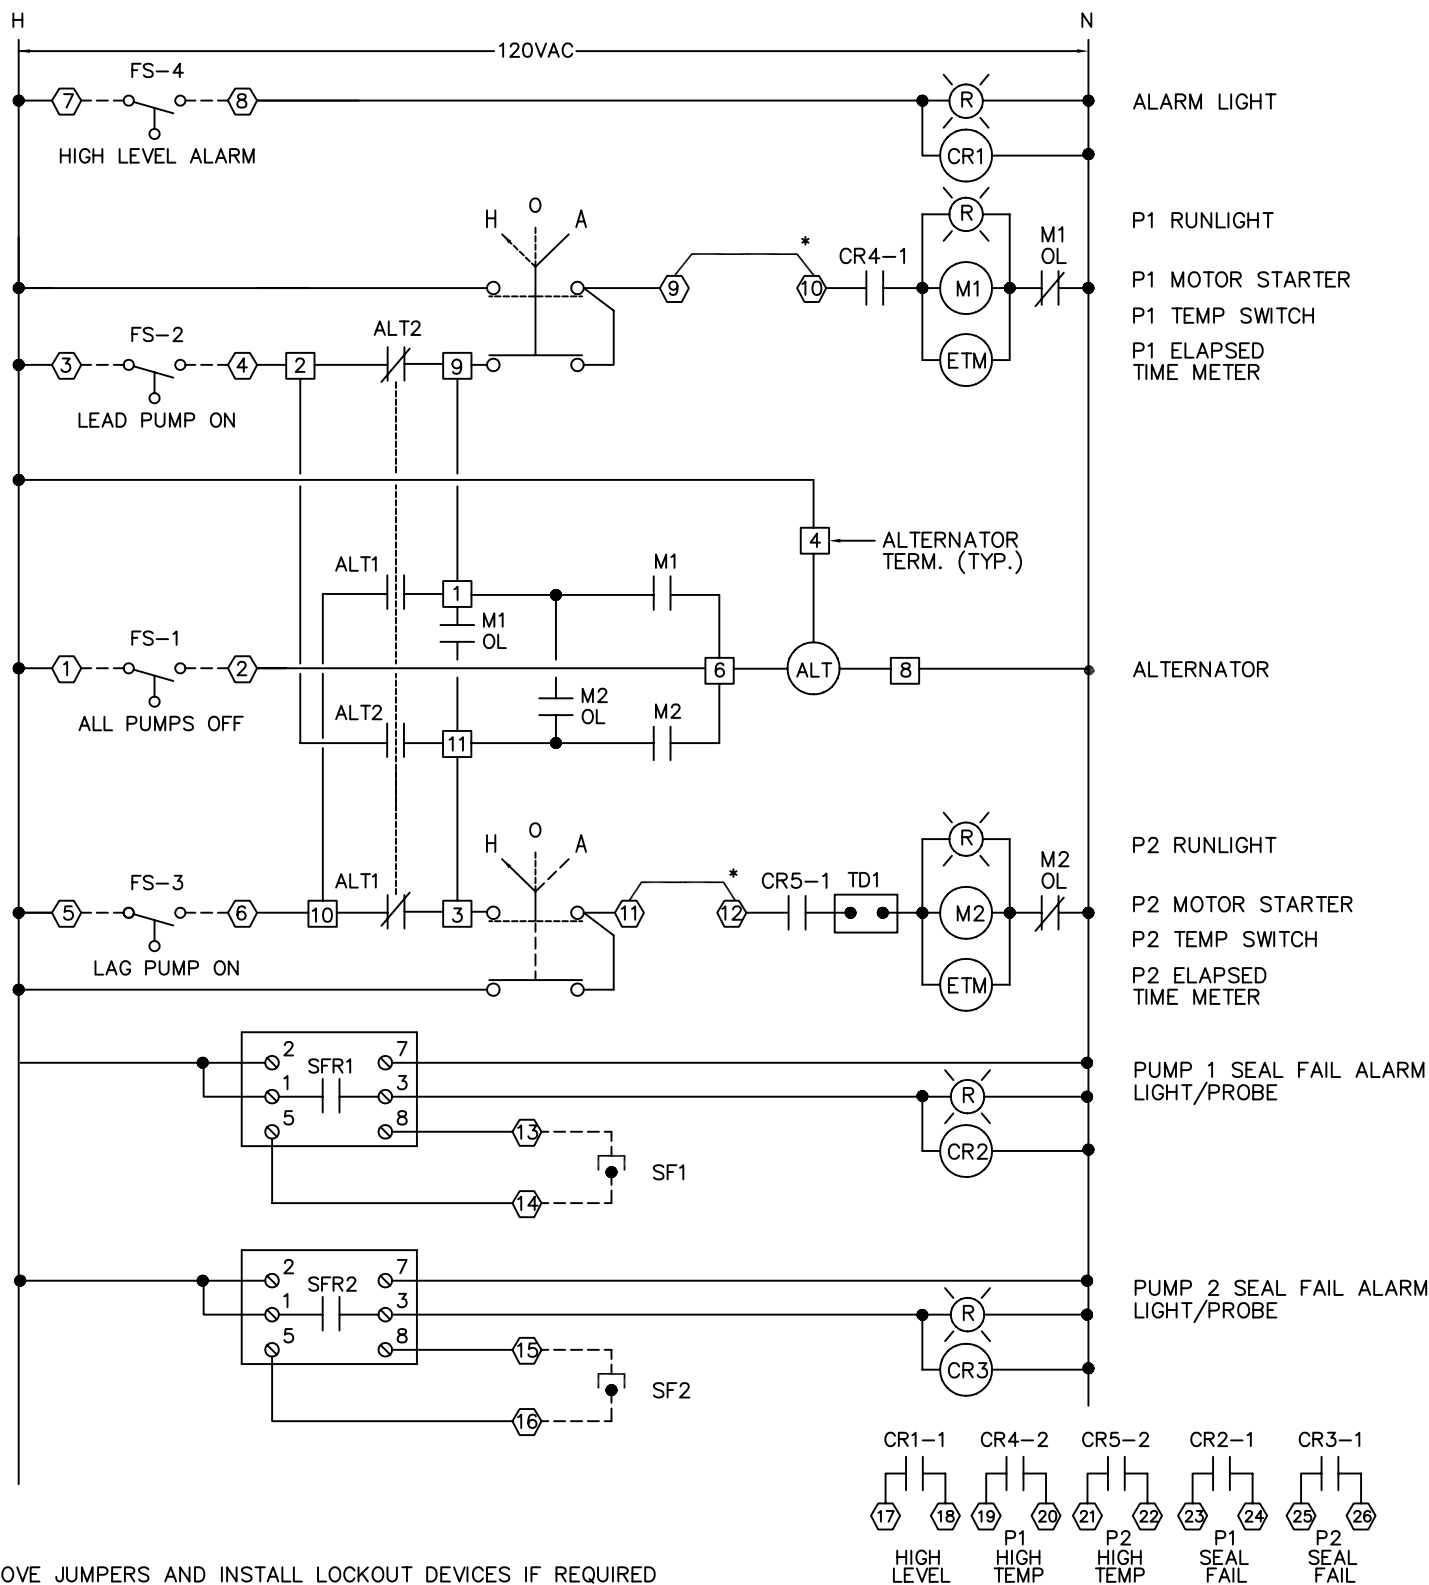 H
N
120VAC
FS-4
7
8
R
ALARM LIGHT
HIGH LEVEL ALARM
CR1
H
O
A
R
P1 RUNLIGHT
*
CR4-1
M1
OL
9
10
M1
P1 MOTOR STARTER
P1 TEMP SWITCH
FS-2
ALT2
3
4
2
9
ETM
P1 ELAPSED
TIME METER
LEAD PUMP ON
4
ALTERNATOR
TERM. (TYP.)
ALT1
M1
1
M1
OL
FS-1
1
2
6
ALT
8
ALTERNATOR
ALL PUMPS OFF
M2
OL
ALT2
M2
11
H
O
A
R
P2 RUNLIGHT
FS-3
ALT1
*
CR5-1
TD1
M2
OL
5
6
10
3
11
12
M2
P2 MOTOR STARTER
P2 TEMP SWITCH
LAG PUMP ON
ETM
P2 ELAPSED
TIME METER
2
SFR1
7
1
3
R
5
8
PUMP 1 SEAL FAIL ALARM
LIGHT/PROBE
13
CR2
SF1
14
2
SFR2
7
1
3
R
5
8
PUMP 2 SEAL FAIL ALARM
LIGHT/PROBE
15
CR3
SF2
16
CR1-1
CR4-2
CR5-2
CR2-1
CR3-1
17
18
19
20
21
22
23
24
25
26
HIGH
LEVEL
P1
HIGH
TEMP
P2
HIGH
TEMP
P1
SEAL
FAIL
P2
SEAL
FAIL
OVE JUMPERS AND INSTALL LOCKOUT DEVICES IF REQUIRED